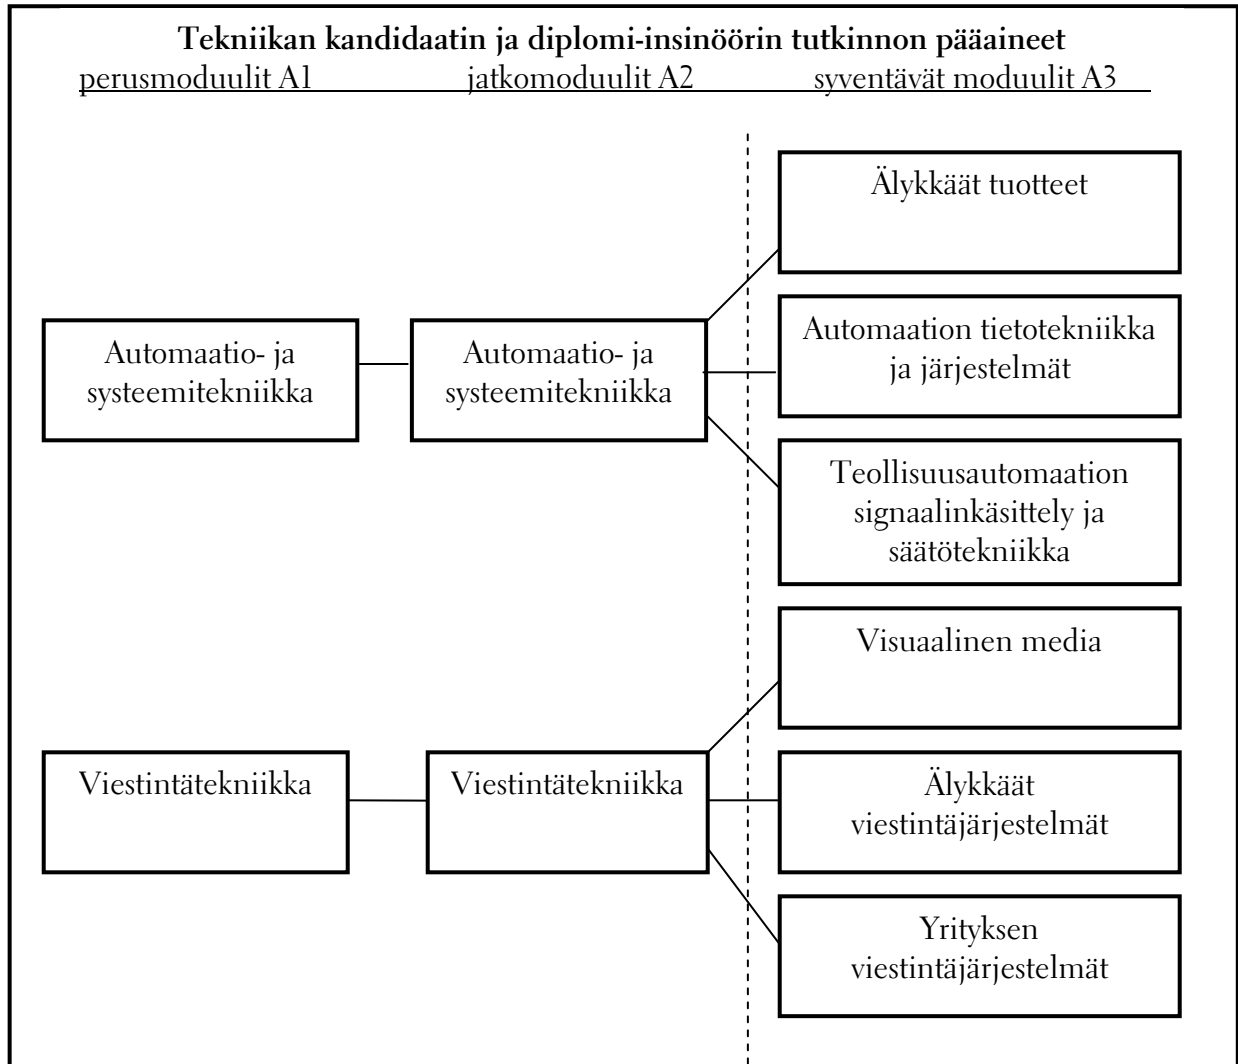 Tekniikan kandidaatin ja diplomi-insinöörin tutkinnon pääaineet
perusmoduulit A1 jatkomoduulit A2 syventävät moduulit A3
Älykkäät tuotteet
Automaatio- ja
systeemitekniikka
Automaatio- ja
systeemitekniikka
Automaation tietotekniikka
ja järjestelmät
Teollisuusautomaation
signaalinkäsittely ja
säätötekniikka
Visuaalinen media
Viestintätekniikka
Viestintätekniikka
Älykkäät
viestintäjärjestelmät
Yrityksen
viestintäjärjestelmät